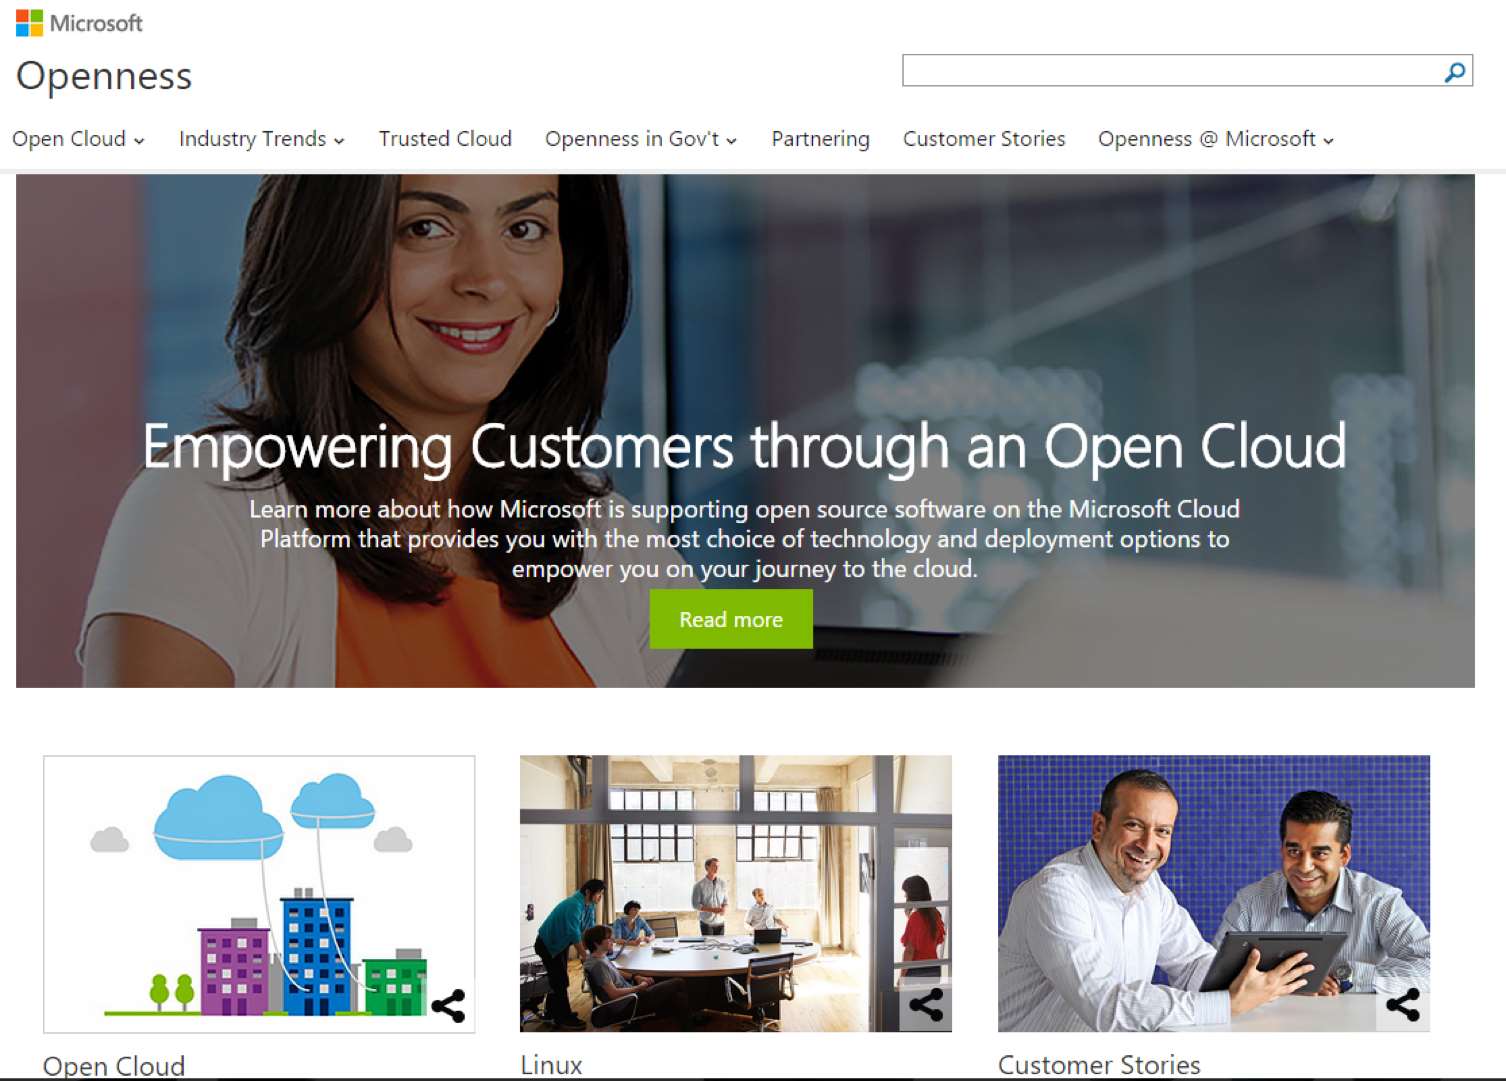 Microsoft
Openness
Open Cloud Industry Trends Trusted Cloud Openness in Gov't Partnering Customer Stories Openness @ Microsoft
Empowering Customers through an Open Cloud
Learn more about how Microsoft is supporting open source software on the Microsoft Cloud
Platform that provides you with the most choice of technology and deployment options to
empower you on your journey to the cloud.
Read more
Open Cloud
Linux
Customer Stories